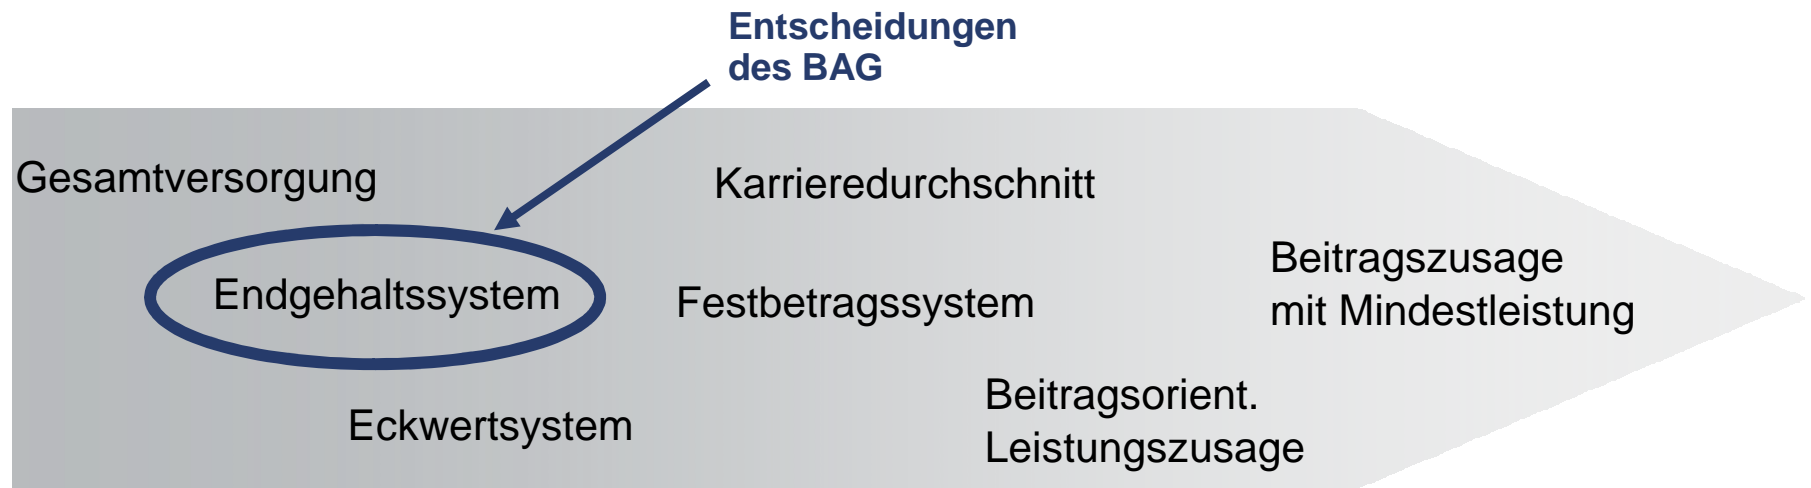 Entscheidungen
des BAG
Gesamtversorgung
Karrieredurchschnitt
Endgehaltssystem
Festbetragssystem
Beitragszusage
mit Mindestleistung
Eckwertsystem
Beitragsorient.
Leistungszusage